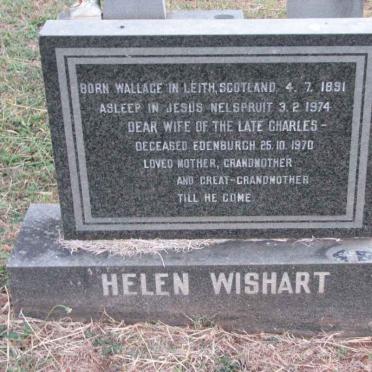 BORN WALLACE IN LEITH, SCOTLAND. 4. 7. 1891
ASLEEP IN JESUS NELSPRUIT 3. 2. 1974
DEAR WIFE OF THE LATE CHARLES –
DECEASED EDENBURGH. 25. 10. 1970
LOVED MOTHER, GRANDMOTHER
AND GREAT-GRANDMOTHER
TILL HE COME.
HELEN WISHART